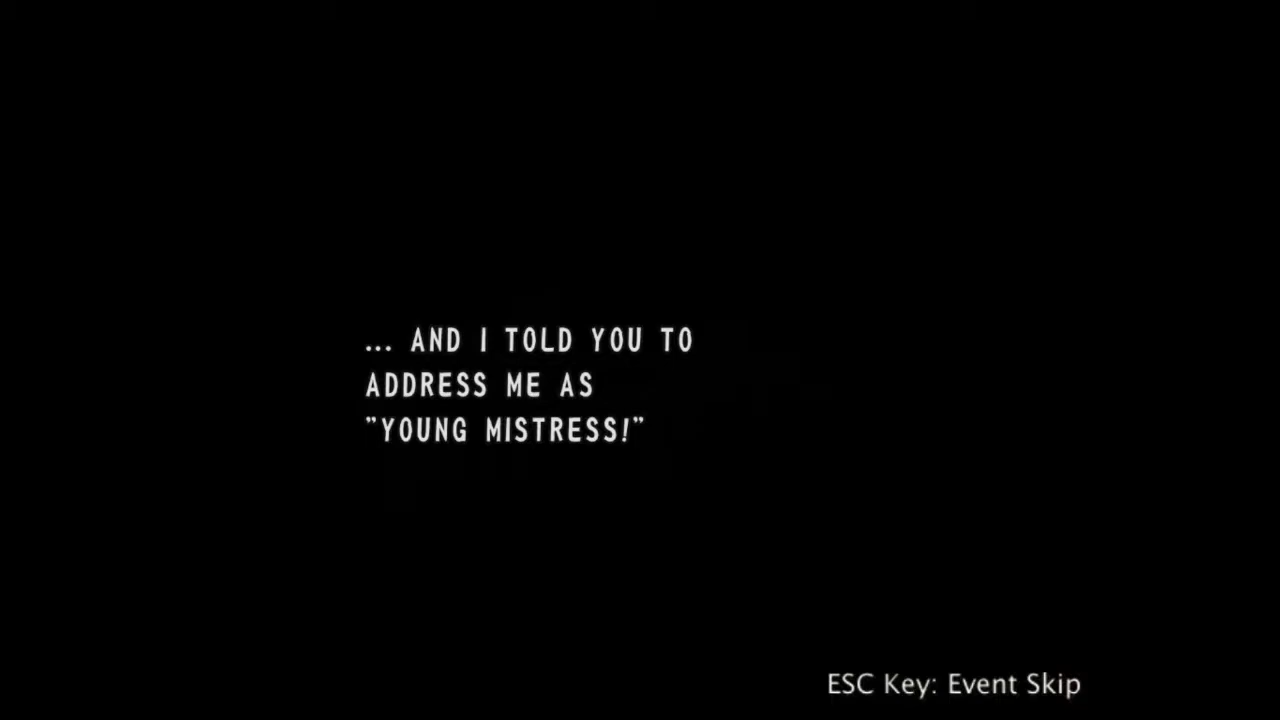 ... AND I TOLD YOU TO
ADDRESS ME AS
"YOUNG MISTRESS!"
ESC Key: Event Skip